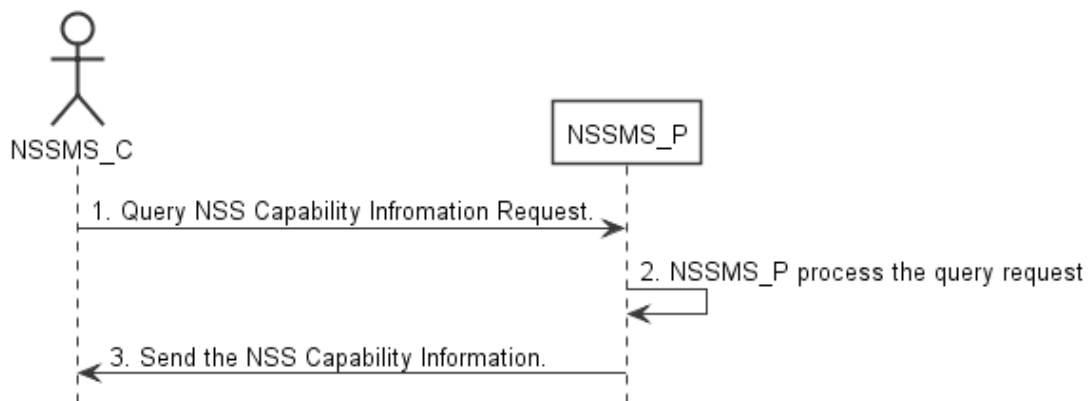 NSSMS_C
NSSMS_P
1. Query NSS Capability Infromation Request.
2. NSSMS_P process the query request
3. Send the NSS Capability Information.